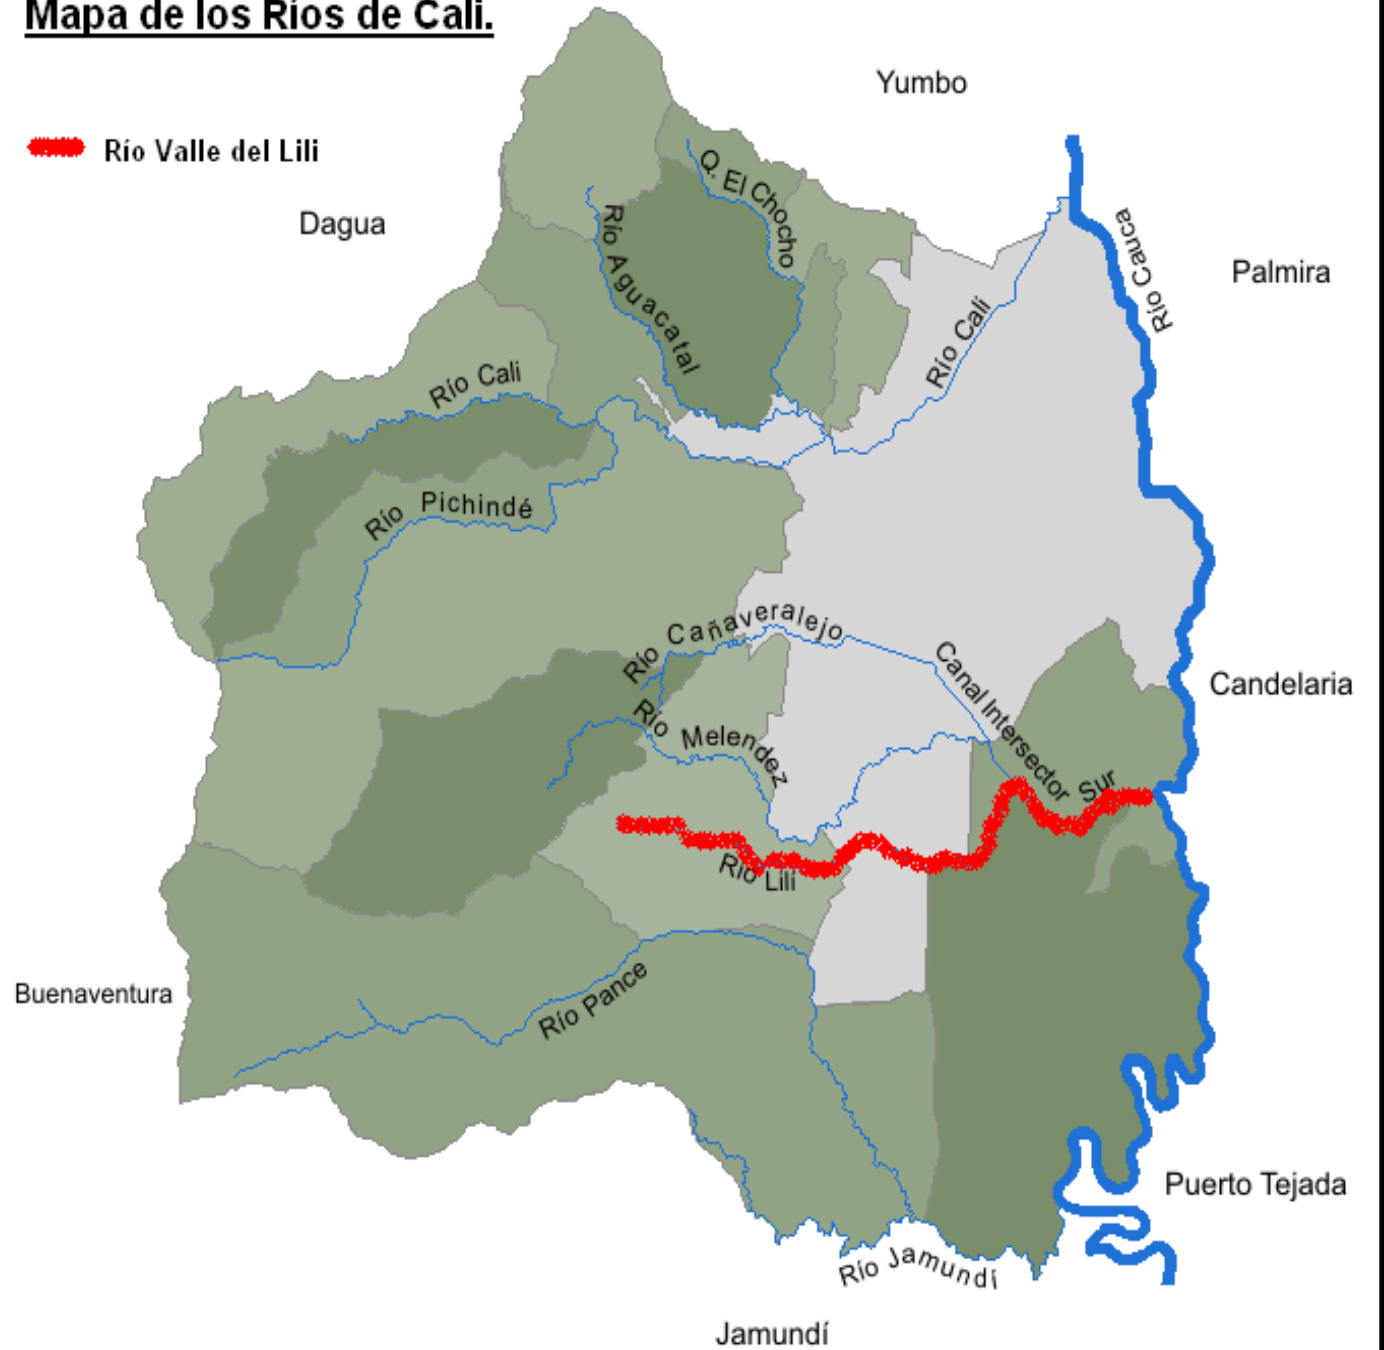 Mapa de los Ríos de Cali.
Yumbo
Río Valle del Lili
Q. El Chocho
Dagua
Río Aguacatal
Río Cauca
Palmira
Río Cali
Río Cali
Río Pichindé
Río Cañaveralejo
Canal Intersector Sur
Candelaria
Río Melendez
Río Lili
Río Pance
Buenaventura
Puerto Tejada
Río Jamundí
Jamundí